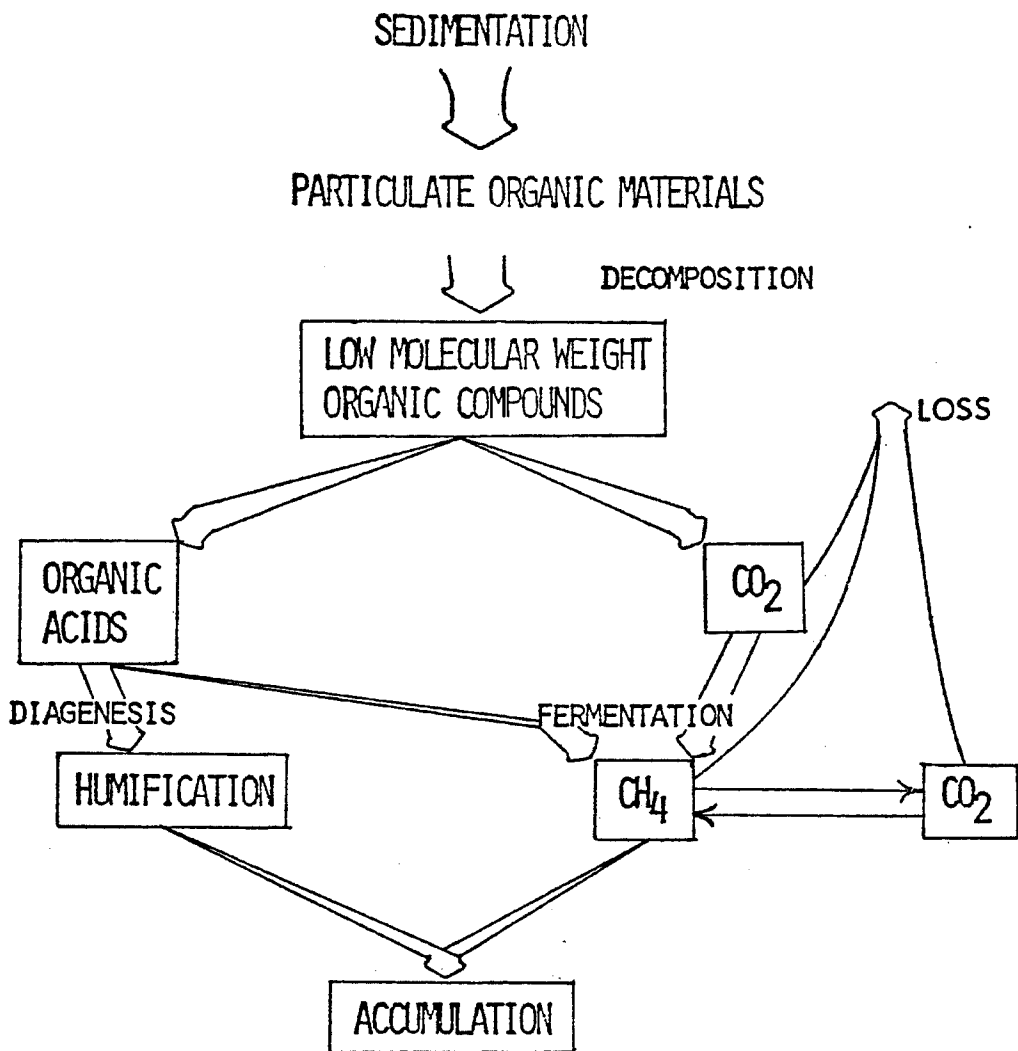 SEDIMENTATION
PARTICULATE ORGANIC MATERIALS
DECOMPOSITION
LOW MOLECULAR WEIGHT
ORGANIC COMPOUNDS
LOSS
ORGANIC
ACIDS
CO2
DIAGENESIS
FERMENTATION
HUMIFICATION
CH4
CO2
ACCUMULATION